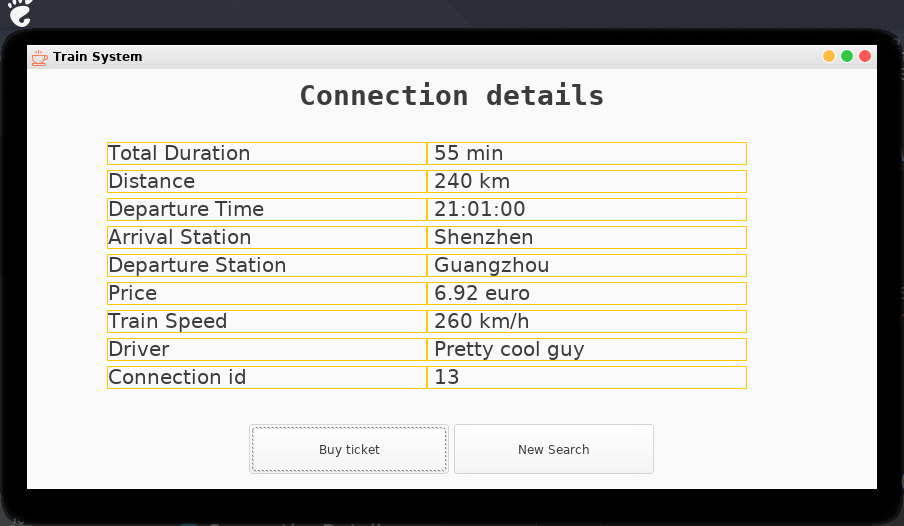 Train System
Connection details
Total Duration 55 min
Distance 240 km
Departure Time 21:01:00
Arrival Station Shenzhen
Departure Station Guangzhou
Price 6.92 euro
Train Speed 260 km/h
Driver Pretty cool guy
Connection id 13
Buy ticket New Search